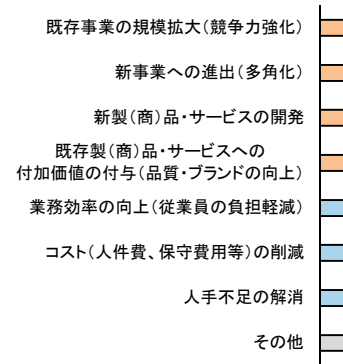 既存事業の規模拡大(競争力強化)
新事業への進出(多角化)
新製(商)品・サービスの開発
既存製(商)品・サービスへの
付加価値の付与(品質・ブランドの向上)
業務効率の向上(従業員の負担軽減)
コスト(人件費、保守費用等)の削減
人手不足の解消
その他